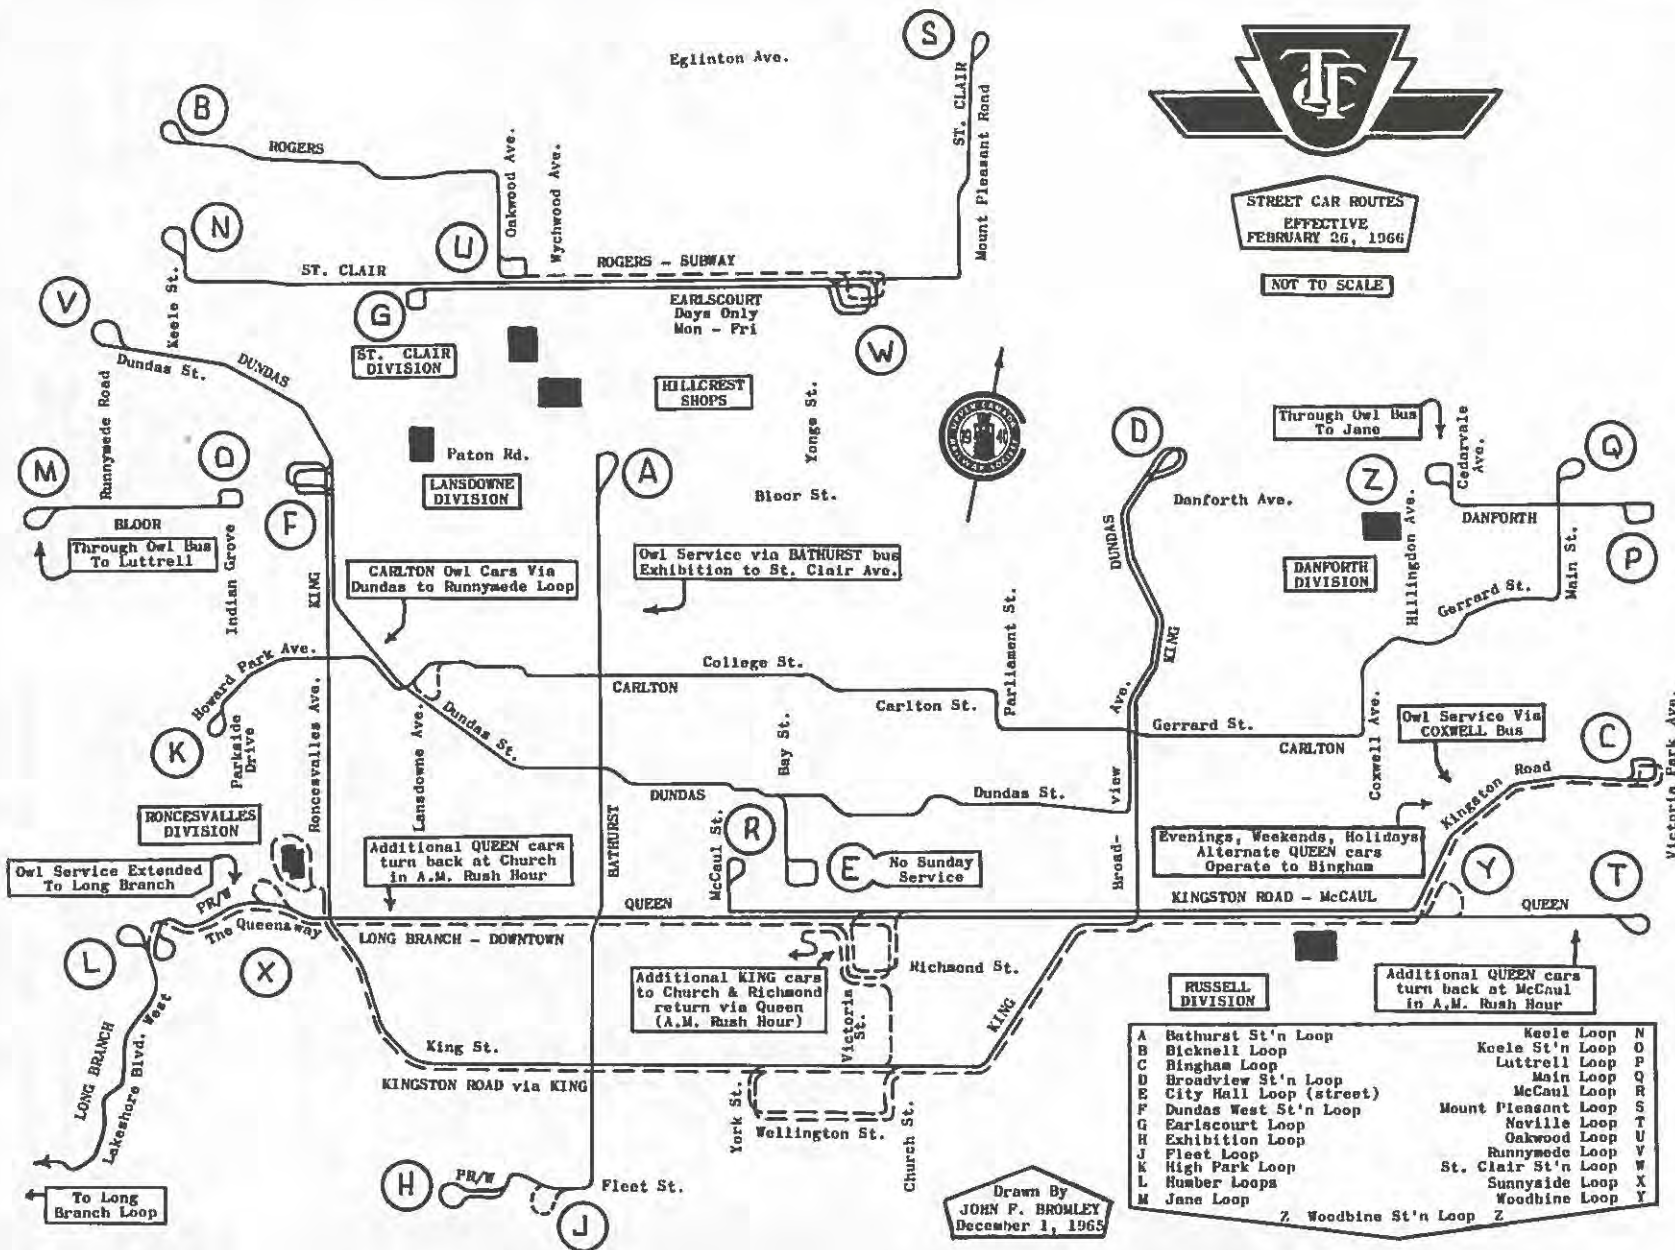 S
Eglinton Ave.
ST. CLAIR
Mount Pleasant Road
TTC
B
ROGERS
Oakwood Ave.
Wychwood Ave.
STREET CAR ROUTES
EFFECTIVE
FEBRUARY 26, 1966
NOT TO SCALE
N
Keele St.
ST. CLAIR
U
ROGERS - SUBWAY
EARLSCOURT
Days Only
Mon - Fri
V
G
W
Dundas St.
DUNDAS
ST. CLAIR
DIVISION
HILLCREST
SHOPS
Yonge St.
Runnymede Road
M
O
F
BLOOR
Through Owl Bus
To Luttrell
Indian Grove
Paton Rd.
LANSDOWNE
DIVISION
A
Bloor St.
UPPER CANADA
RAILWAY SOCIETY
D
DUNDAS
KING
Danforth Ave.
Through Owl Bus
To Jane
Cedarvale
Ave.
Z
Hillingdon Ave.
Q
DANFORTH
P
Main St.
DANFORTH
DIVISION
Gerrard St.
KING
CARLTON Owl Cars Via
Dundas to Runnymede Loop
Owl Service via BATHURST bus
Exhibition to St. Clair Ave.
Parliament St.
Howard Park Ave.
K
Parkside
Drive
Roncesvalles Ave.
Lansdowne Ave.
Dundas St.
College St.
CARLTON
Carlton St.
Bay St.
Broad-
view
Ave.
Gerrard St.
CARLTON
Coxwell Ave.
Owl Service Via
COXWELL Bus
C
Victoria Park Ave.
Kingston Road
RONCESVALLES
DIVISION
Owl Service Extended
To Long Branch
Additional QUEEN cars
turn back at Church
in A.M. Rush Hour
BATHURST
DUNDAS
McCaul St.
R
E
No Sunday
Service
Dundas St.
Evenings, Weekends, Holidays
Alternate QUEEN cars
Operate to Bingham
Y
T
PR/W
The Queensway
L
X
QUEEN
LONG BRANCH - DOWNTOWN
KINGSTON ROAD - McCAUL
QUEEN
Additional KING cars
to Church & Richmond
return via Queen
(A.M. Rush Hour)
Victoria
St.
Richmond St.
KING
RUSSELL
DIVISION
Additional QUEEN cars
turn back at McCaul
in A.M. Rush Hour
LONG BRANCH
Lakeshore Blvd. West
King St.
KINGSTON ROAD via KING
York St.
Wellington St.
Church St.
To Long
Branch Loop
H
PR/W
J
Fleet St.
Drawn By
JOHN F. BROMLEY
December 1, 1965
A Bathurst St'n Loop
B Bicknell Loop
C Bingham Loop
D Broadview St'n Loop
E City Hall Loop (street)
F Dundas West St'n Loop
G Earlscourt Loop
H Exhibition Loop
J Fleet Loop
K High Park Loop
L Humber Loops
M Jane Loop
Keele Loop N
Keele St'n Loop O
Luttrell Loop P
Main Loop Q
McCaul Loop R
Mount Pleasant Loop S
Neville Loop T
Oakwood Loop U
Runnymede Loop V
St. Clair St'n Loop W
Sunnyside Loop X
Woodbine Loop Y
Z Woodbine St'n Loop Z